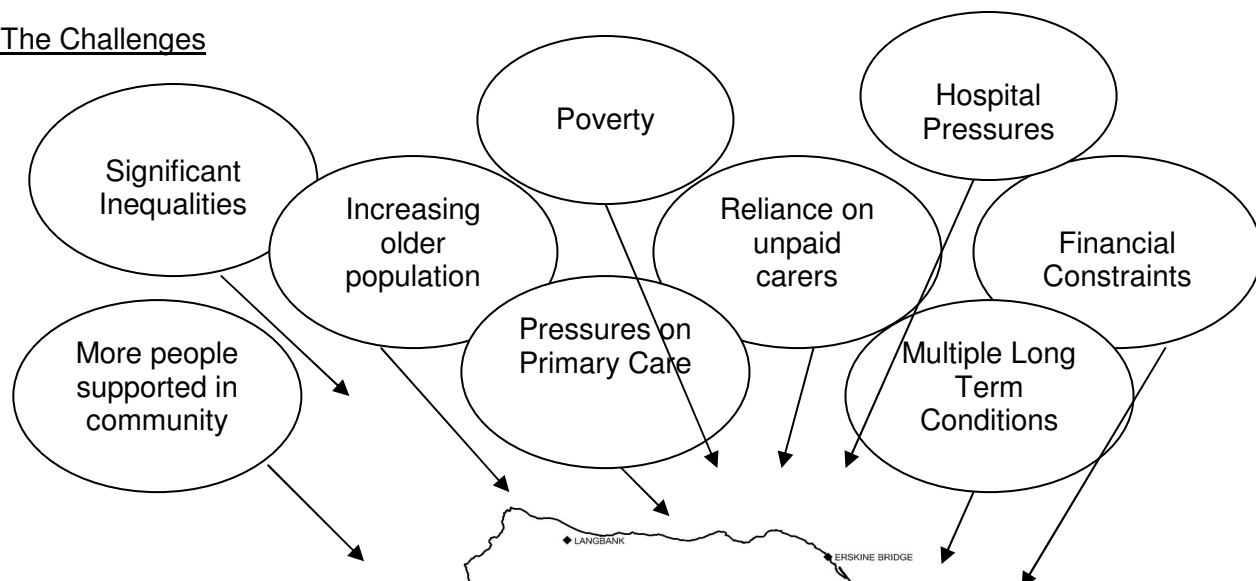 The Challenges
Poverty
Hospital
Pressures
Significant
Inequalities
Increasing
older
population
Reliance on
unpaid
carers
Financial
Constraints
More people
supported in
community
Pressures on
Primary Care
Multiple Long
Term
Conditions
LANGBANK
ERSKINE BRIDGE